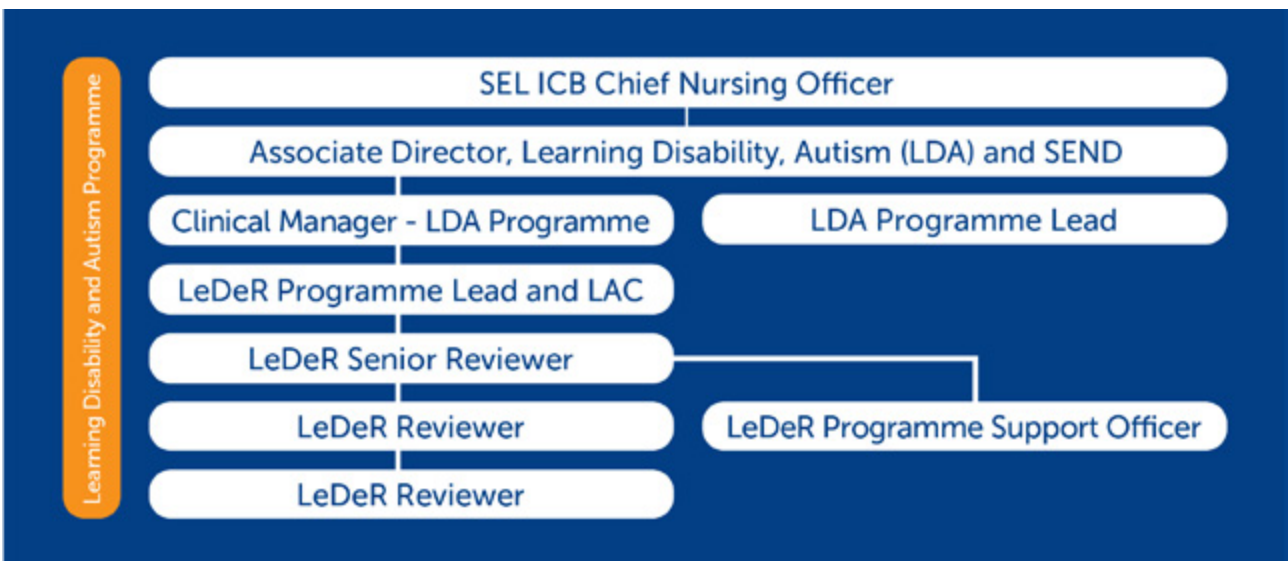 Learning Disability and Autism Programme
SEL ICB Chief Nursing Officer
Associate Director, Learning Disability, Autism (LDA) and SEND
Clinical Manager - LDA Programme
LDA Programme Lead
LeDeR Programme Lead and LAC
LeDeR Senior Reviewer
LeDeR Reviewer
LeDeR Programme Support Officer
LeDeR Reviewer